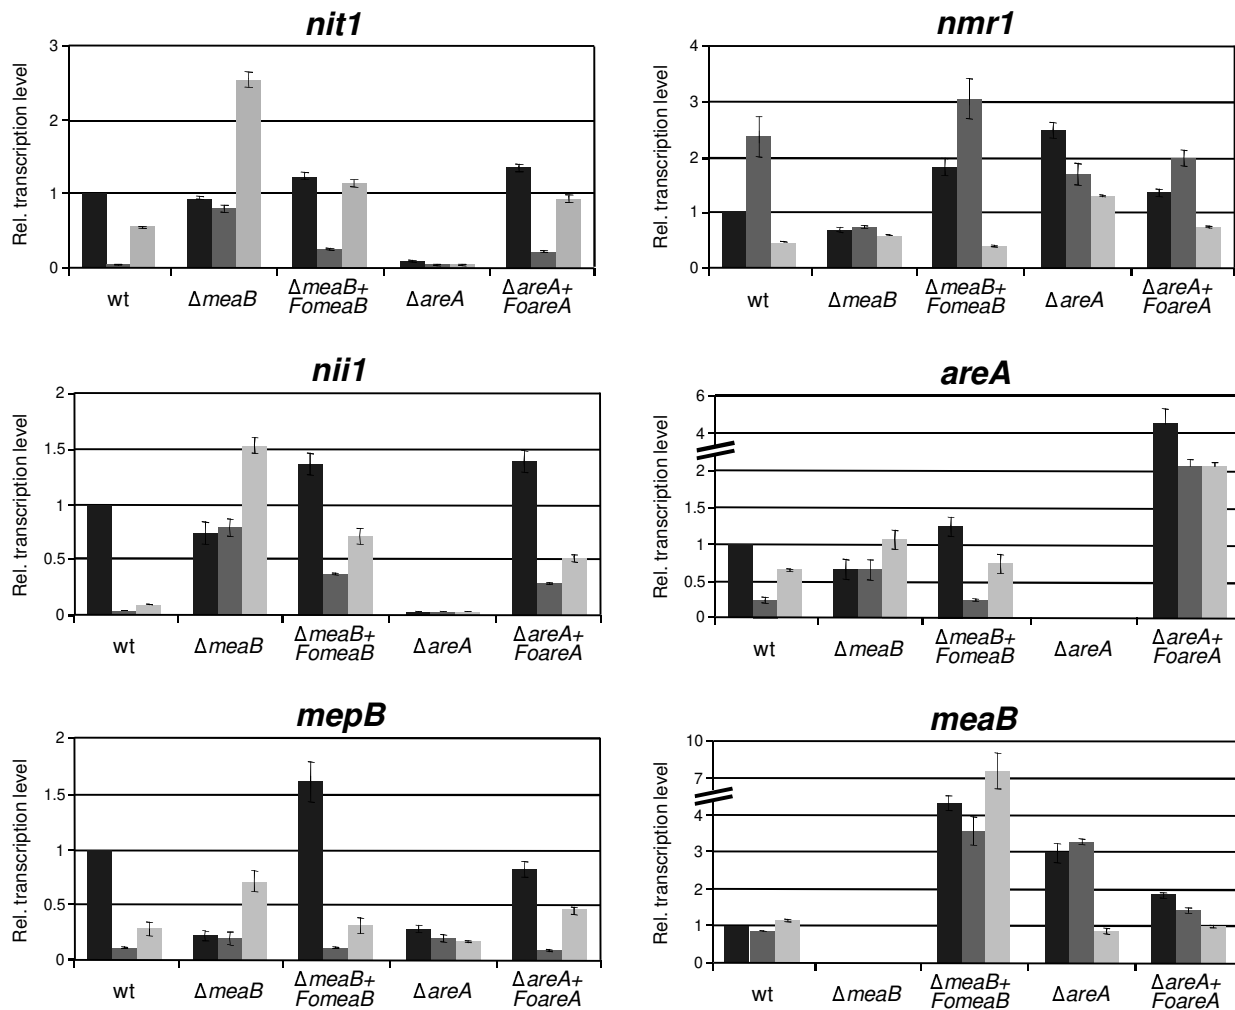 nit1
Rel. transcription level
3
2
1
0
wt
ΔmeaB
ΔmeaB+
FomeaB
ΔareA
ΔareA+
FoareA
nmr1
Rel. transcription level
4
3
2
1
0
wt
ΔmeaB
ΔmeaB+
FomeaB
ΔareA
ΔareA+
FoareA
nii1
Rel. transcription level
2
1.5
1
0.5
0
wt
ΔmeaB
ΔmeaB+
FomeaB
ΔareA
ΔareA+
FoareA
areA
Rel. transcription level
6
4
2
1.5
1
0.5
0
wt
ΔmeaB
ΔmeaB+
FomeaB
ΔareA
ΔareA+
FoareA
mepB
Rel. transcription level
2
1.5
1
0.5
0
wt
ΔmeaB
ΔmeaB+
FomeaB
ΔareA
ΔareA+
FoareA
meaB
Rel. transcription level
10
7
4
3
2
1
0
wt
ΔmeaB
ΔmeaB+
FomeaB
ΔareA
ΔareA+
FoareA